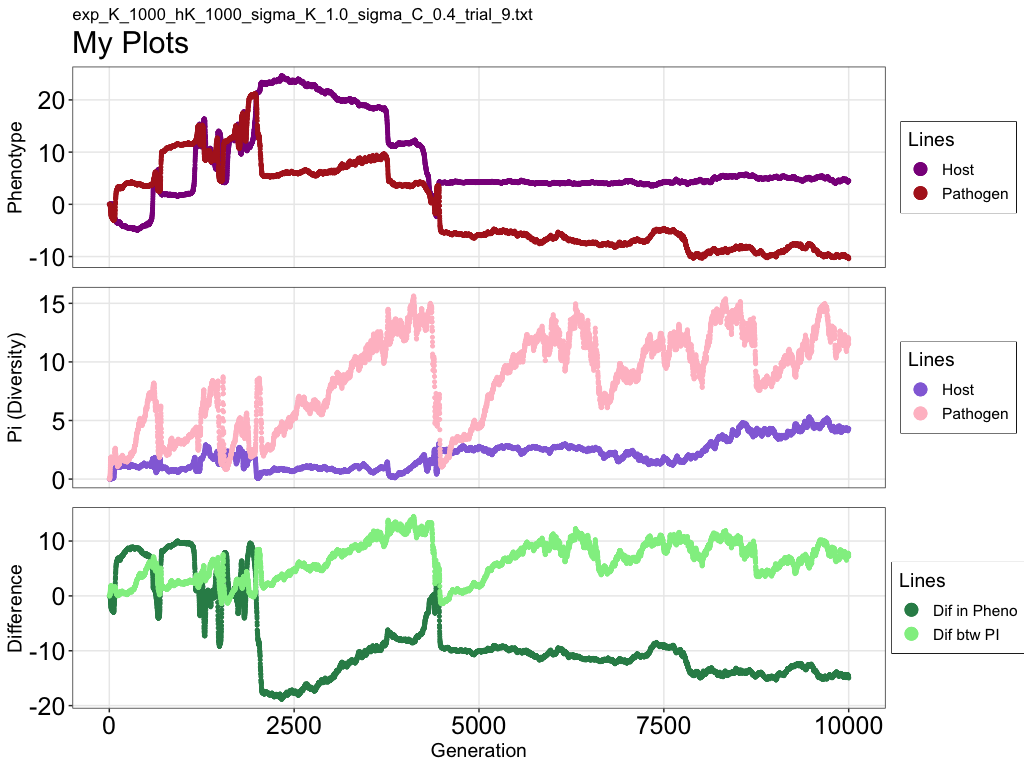 exp_K_1000_hK_1000_sigma_K_1.0_sigma_C_0.4_trial_9.txt
My Plots
Phenotype
20
10
0
-10
Lines
Host
Pathogen
Pi (Diversity)
15
10
5
0
Lines
Host
Pathogen
Difference
10
0
-10
-20
Lines
Dif in Pheno
Dif btw PI
0 2500 5000 7500 10000
Generation